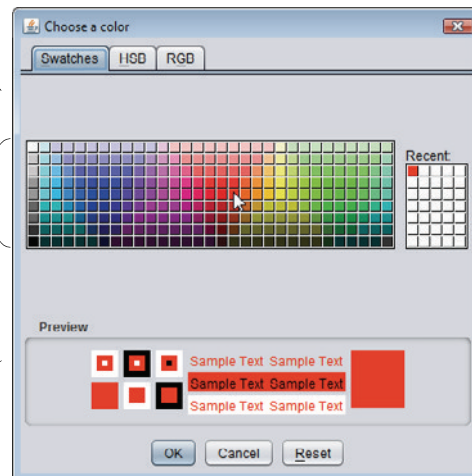 Choose a color
Swatches HSB RGB
Recent:
Preview
Sample Text Sample Text
Sample Text Sample Text
Sample Text Sample Text
OK Cancel Reset